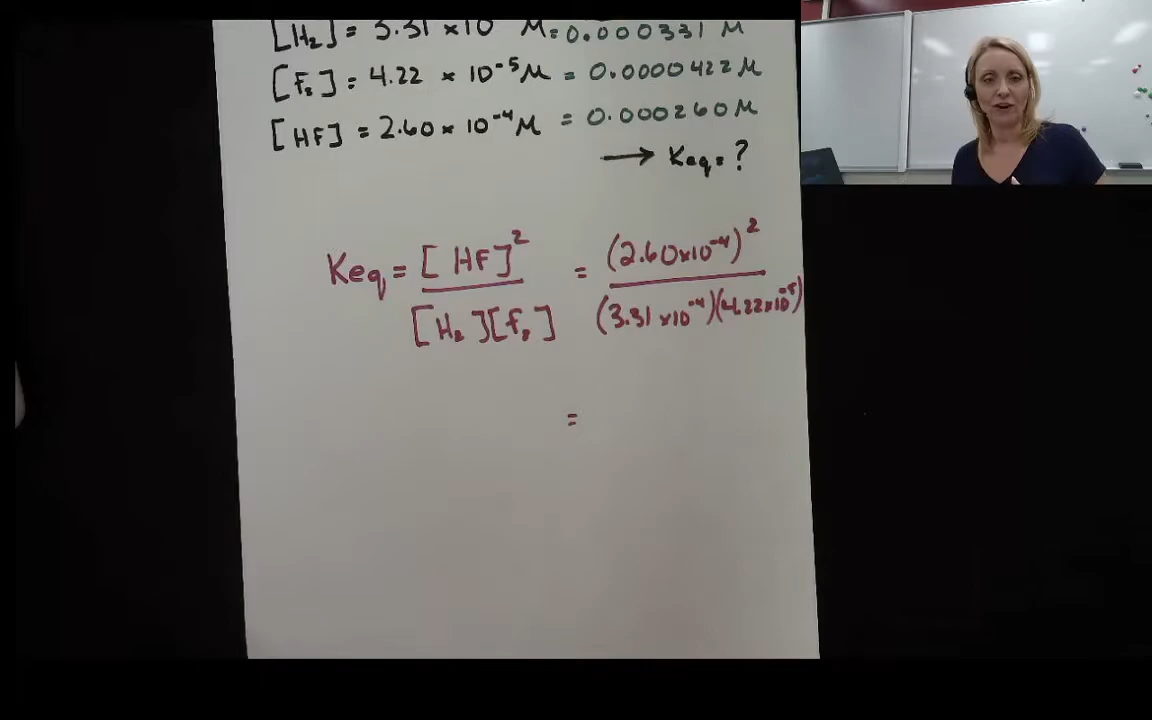 [H₂] = 3.31 × 10 M = 0.000331 M
[F₂] = 4.22 × 10⁻⁵ M = 0.0000422 M
[HF] = 2.60 × 10⁻⁴ M = 0.000260 M
→ Keq = ?
Keq = [HF]² = (2.60×10⁻⁴)²
[H₂][F₂] (3.31×10⁻⁴)(4.22×10⁻⁵)
=